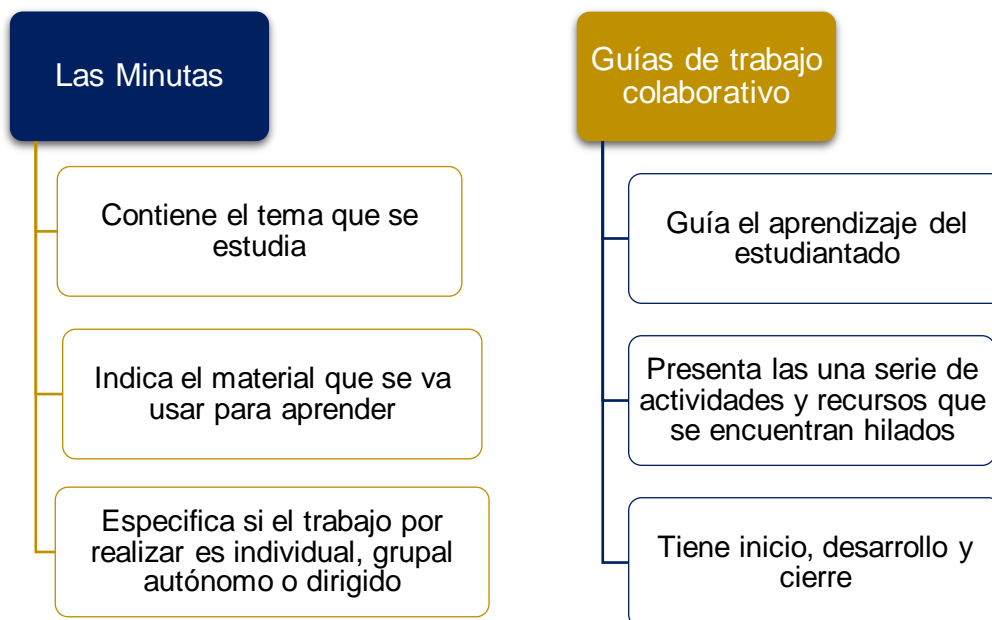 Las Minutas
Contiene el tema que se
estudia
Indica el material que se va
usar para aprender
Especifica si el trabajo por
realizar es individual, grupal
autónomo o dirigido
Guías de trabajo
colaborativo
Guía el aprendizaje del
estudiantado
Presenta las una serie de
actividades y recursos que
se encuentran hilados
Tiene inicio, desarrollo y
cierre